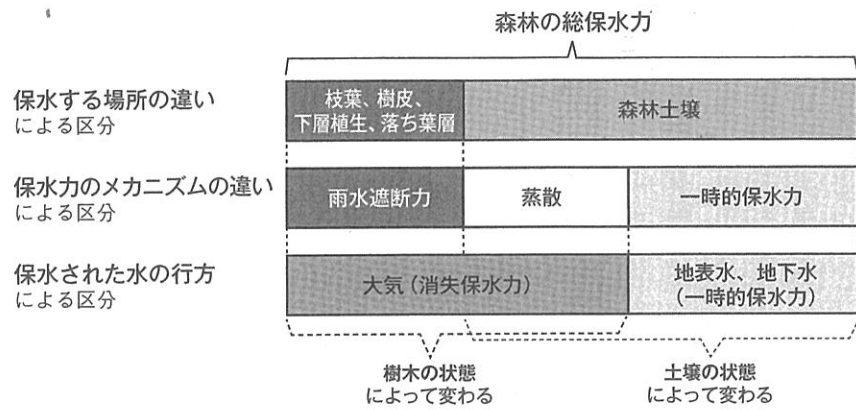 森林の総保水力
保水する場所の違い
による区分
枝葉、樹皮、
下層植生、落ち葉層
森林土壌
保水力のメカニズムの違い
による区分
雨水遮断力
蒸散
一時的保水力
保水された水の行方
による区分
大気(消失保水力)
地表水、地下水
(一時的保水力)
樹木の状態
によって変わる
土壌の状態
によって変わる